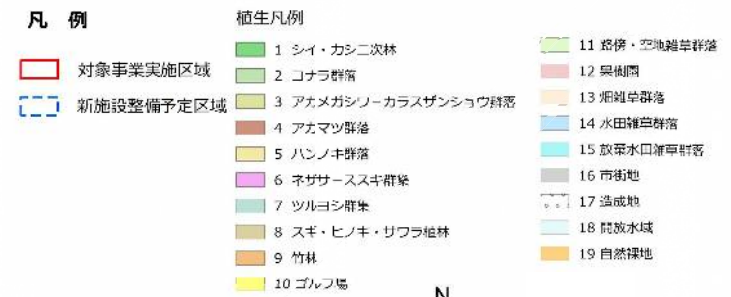 凡 例
対象事業実施区域
新施設整備予定区域
植生凡例
1 シイ・カシ二次林
2 コナラ群落
3 アカメガシワーカラスザンショウ群落
4 アカマツ群落
5 ハンノキ群落
6 ネザサーススキ群集
7 ツルヨシ群集
8 スギ・ヒノキ・サワラ植林
9 竹林
10 ゴルフ場
11 路傍・空地雑草群落
12 果樹園
13 畑雑草群落
14 水田雑草群落
15 放棄水田雑草群落
16 市街地
17 造成地
18 開放水域
19 自然裸地
N